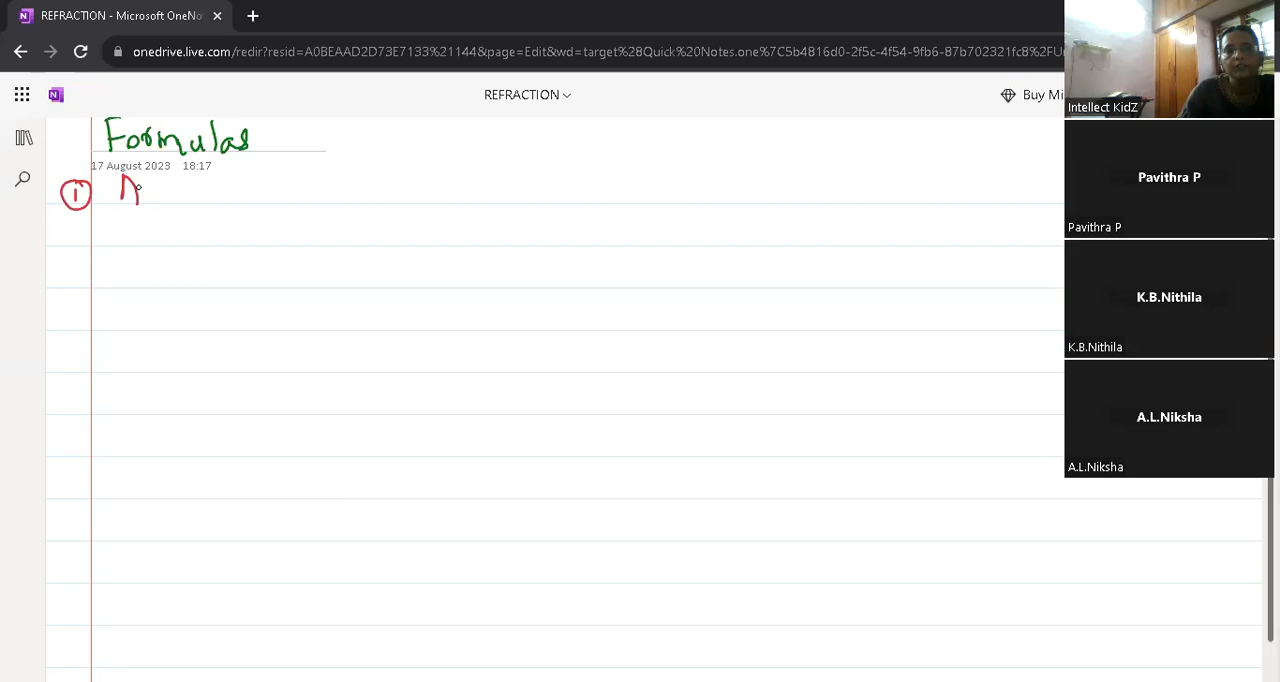 REFRACTION - Microsoft OneNo
onedrive.live.com/redir?resid=A0BEAAD2D73E7133%21144&page=Edit&wd=target%28Quick%20Notes.one%7C5b4816d0-2f5c-4f54-9fb6-87b702321fc8%2FU
REFRACTION
Buy Mi
Formulas
17 August 2023 18:17
1
Intellect KidZ
Pavithra P
Pavithra P
K.B.Nithila
K.B.Nithila
A.L.Niksha
A.L.Niksha